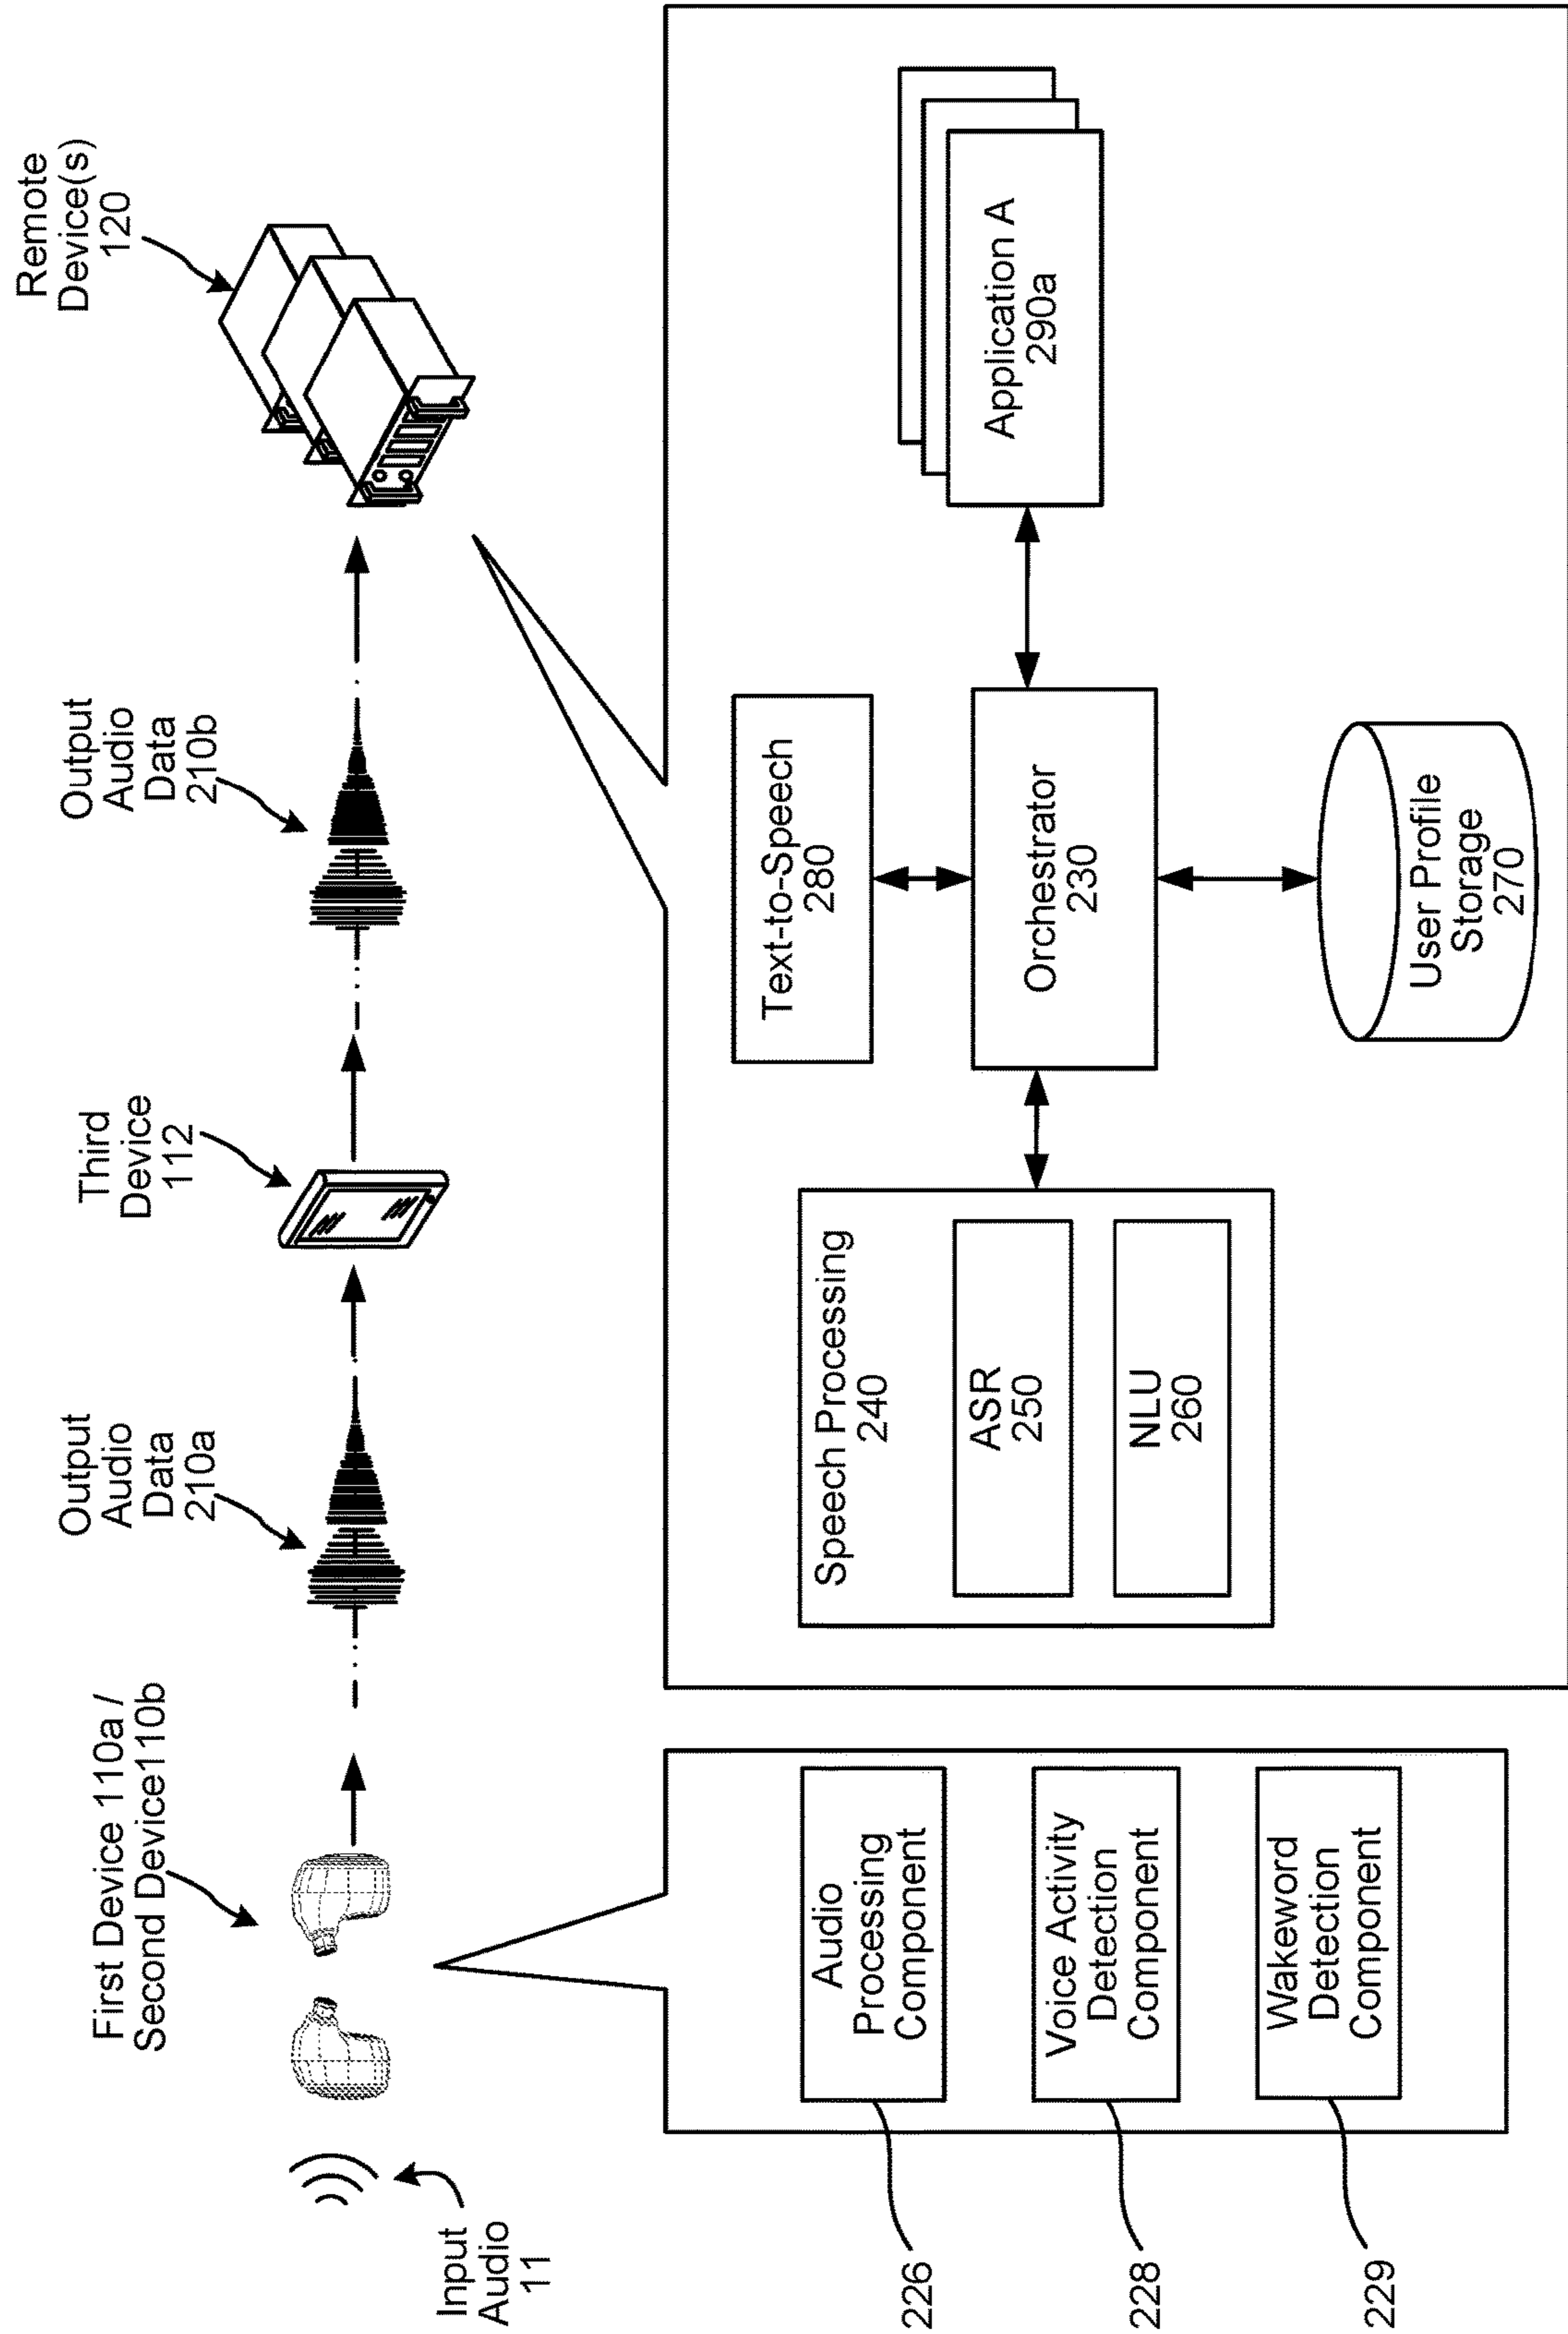 Input
Audio
11
First Device 110a /
Second Device110b
Output
Audio
Data
210a
Third
Device
112
Output
Audio
Data
210b
Remote
Device(s)
120
226
Audio
Processing
Component
228
Voice Activity
Detection
Component
229
Wakeword
Detection
Component
Speech Processing
240
ASR
250
NLU
260
Text-to-Speech
280
Orchestrator
230
User Profile
Storage
270
Application A
290a